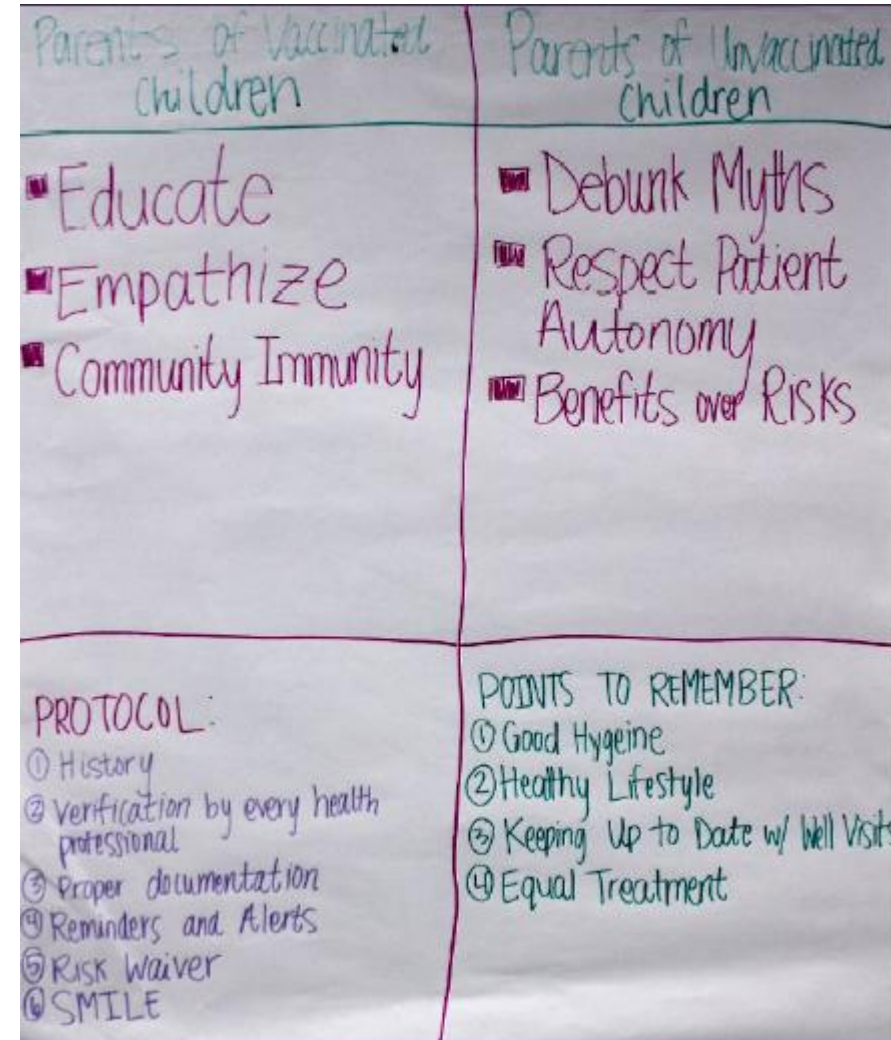 Parents of Vaccinated
Children
Educate
Empathize
Community Immunity
Parents of Unvaccinated
Children
Debunk Myths
Respect Patient
Autonomy
Benefits over Risks
PROTOCOL:
① History
② Verification by every health
professional
③ Proper documentation
④ Reminders and Alerts
⑤ Risk Waiver
⑥ SMILE
POINTS TO REMEMBER:
① Good Hygeine
② Healthy Lifestyle
③ Keeping Up to Date w/ Well Visits
④ Equal Treatment